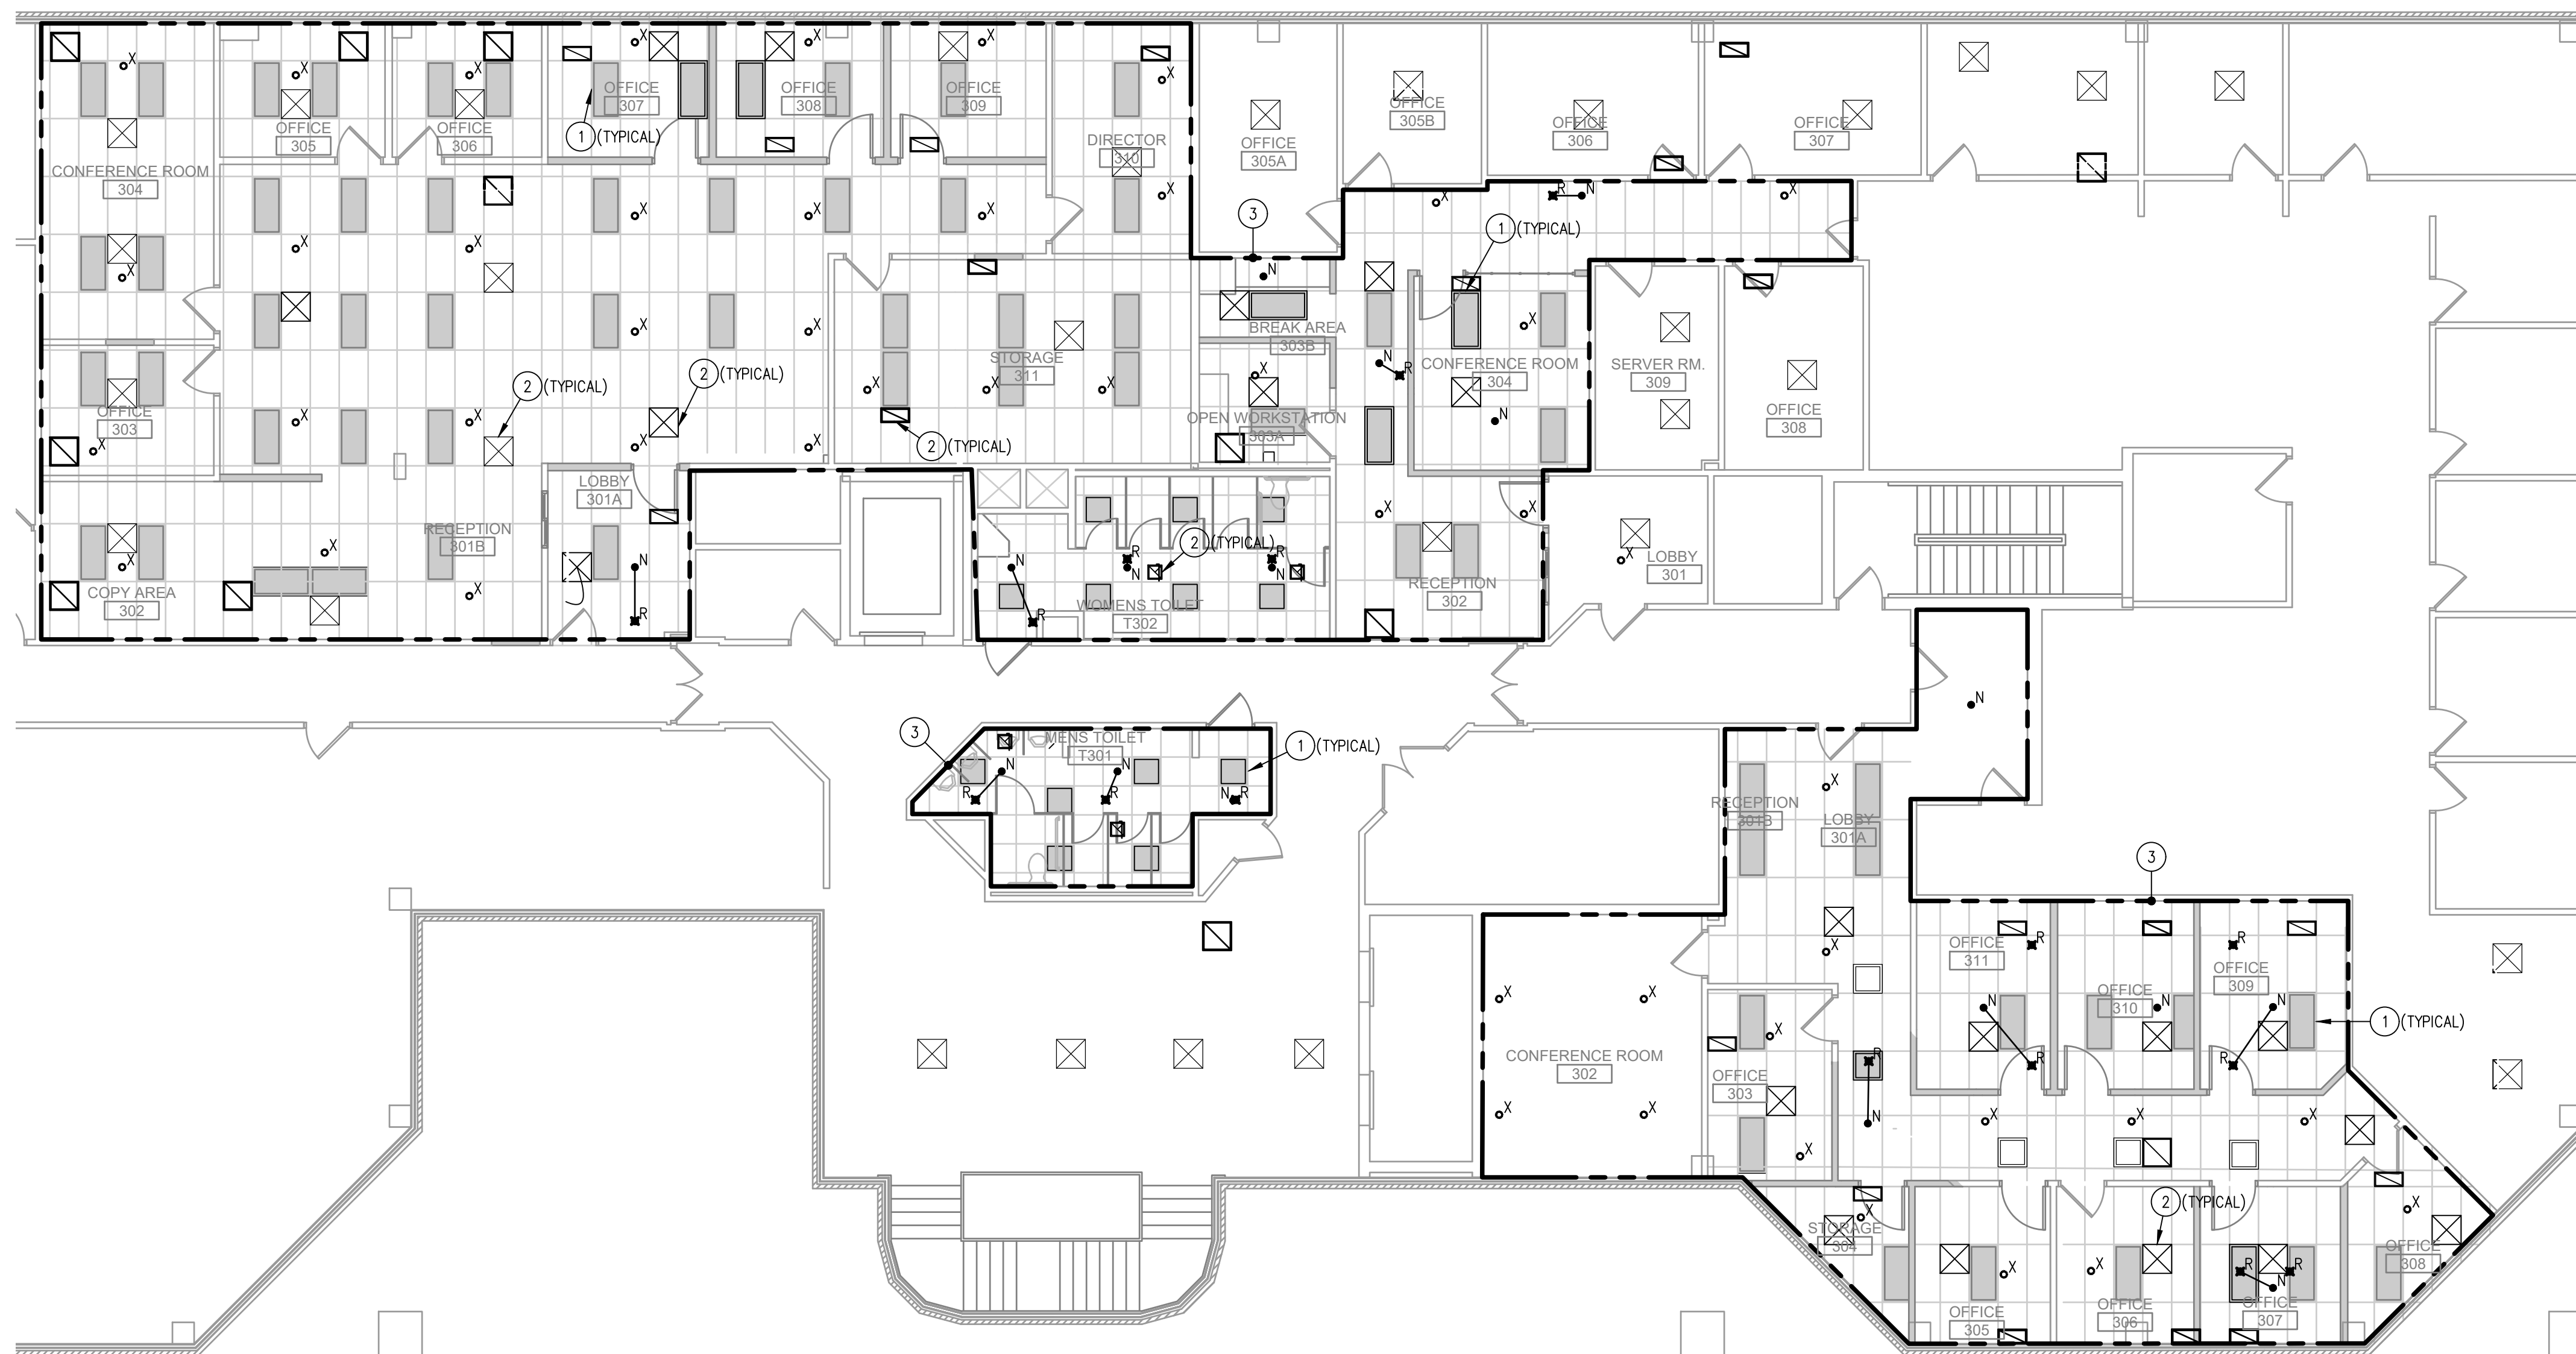 OFFICE
307
OFFICE
308
OFFICE
309
OFFICE
305
OFFICE
306
1 (TYPICAL)
DIRECTOR
310
CONFERENCE ROOM
304
OFFICE
305A
OFFICE
305B
OFFICE
306
OFFICE
307
3
1 (TYPICAL)
BREAK AREA
303B
STORAGE
311
CONFERENCE ROOM
304
SERVER RM.
309
OFFICE
308
2 (TYPICAL)
2 (TYPICAL)
2 (TYPICAL)
OFFICE
303
OPEN WORKSTATION
303A
LOBBY
301A
RECEPTION
301B
2 (TYPICAL)
COPY AREA
302
WOMENS TOILET
T302
RECEPTION
302
LOBBY
301
3
MENS TOILET
T301
1 (TYPICAL)
RECEPTION
301B
LOBBY
301A
3
OFFICE
311
OFFICE
310
OFFICE
309
1 (TYPICAL)
CONFERENCE ROOM
302
OFFICE
303
2 (TYPICAL)
STORAGE
304
OFFICE
305
OFFICE
306
OFFICE
307
OFFICE
308
X
X
X
X
X
X
X
X
R
N
X
X
N
X
X
X
X
X
X
X
X
X
N
R
X
X
X
X
X
X
X
X
X
X
N
X
X
X
X
X
N
R
N
R
N
R
N
R
X
N
N
R
N
R
N
R
X
X
R
R
X
X
N
N
N
X
R
R
R
X
X
N
X
X
X
X
X
X
X
X
R
R
N